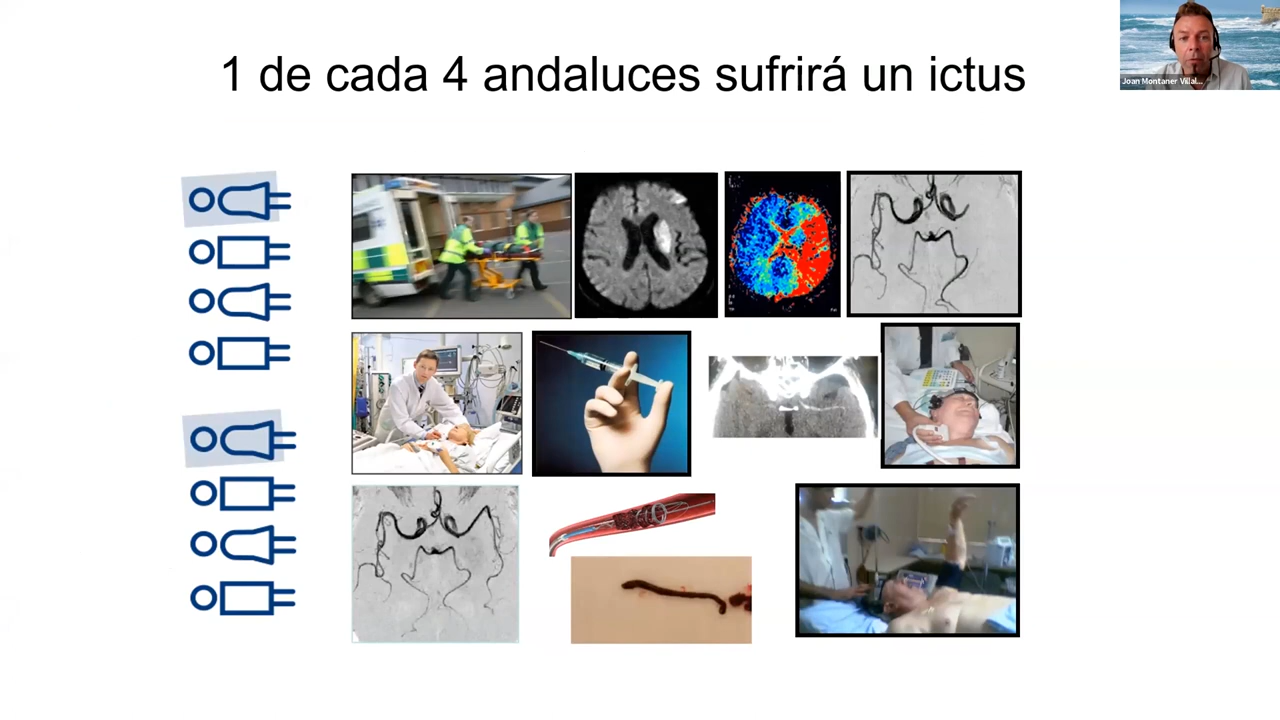 1 de cada 4 andaluces sufrirá un ictus
Joan Montaner Villal...